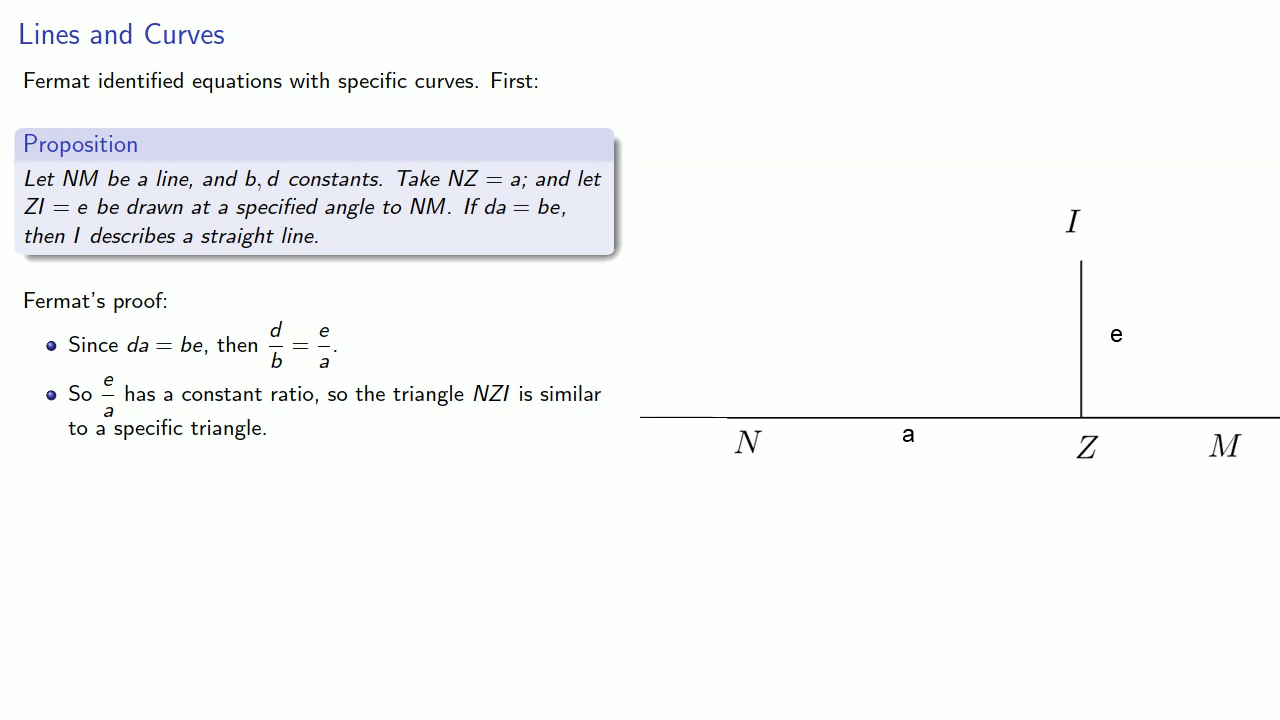 Lines and Curves
Fermat identified equations with specific curves. First:
Proposition
Let NM be a line, and b, d constants. Take NZ = a; and let
ZI = e be drawn at a specified angle to NM. If da = be,
then I describes a straight line.
Fermat's proof:
Since da = be, then d/b = e/a.
So e/a has a constant ratio, so the triangle NZI is similar
to a specific triangle.
I
e
N
a
Z
M